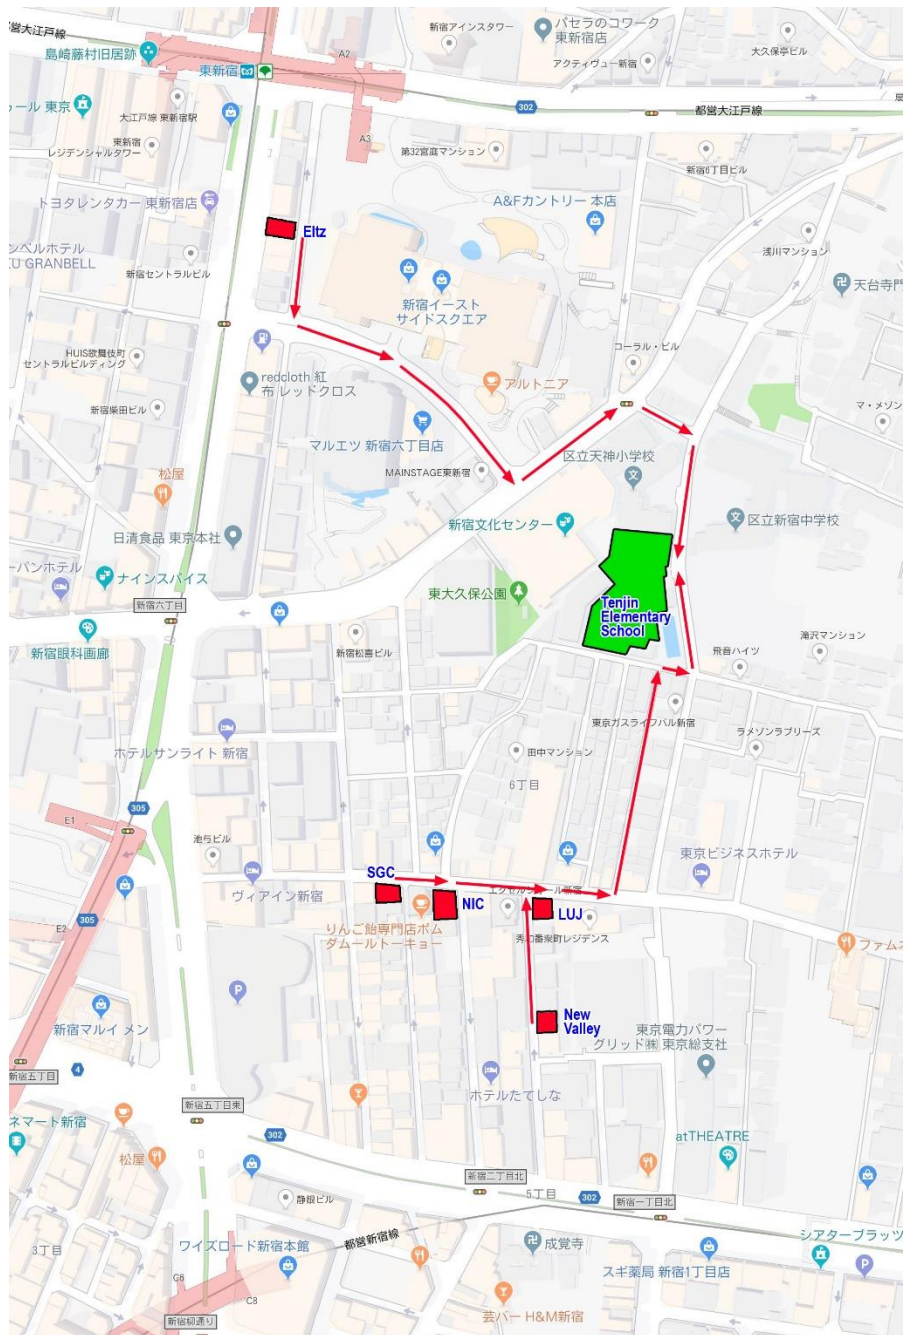 営大江戸線
島崎藤村旧居跡
東新宿
A2
新宿アインスタワー
パセラのコワーク
東新宿店
大久保亭ビル
アクティヴュー新宿
ゥール 東京
大江戸線 東新宿駅
東新宿
レジデンシャルタワー
A3
302
都営大江戸線
第32宮庭マンション
新宿6丁目ビル
トヨタレンタカー 東新宿店
A&Fカントリー 本店
Eltz
ンベルホテル
KU GRANBELL
新宿セントラルビル
浅川マンション
天台寺門
新宿イースト
サイドスクエア
HUIS歌舞伎町
セントラルビルディング
コーラル・ビル
redcloth 紅
布 レッドクロス
アルトニア
新宿柴田ビル
マ・メゾン
マルエツ 新宿六丁目店
MAINSTAGE東新宿
区立天神小学校
松屋
新宿文化センター
区立新宿中学校
日清食品 東京本社
ーバンホテル
ナインスパイス
東大久保公園
新宿六丁目
Tenjin
Elementary
School
新宿眼科画廊
新宿松喜ビル
飛音ハイツ
滝沢マンション
東京ガスライフバル新宿
ホテルサンライト 新宿
田中マンション
ラメゾンラブリーズ
6丁目
305
E1
池与ビル
東京ビジネスホテル
SGC
ヴィアイン新宿
NIC
LUJ
305
E2
りんご飴専門店ポム
ダムールトーキョー
秀和番衆町レジデンス
ファムネ
新宿マルイ メン
New
Valley
東京電力パワー
グリッド㈱ 東京総支社
新宿五丁目
4
ホテルたてしな
新宿五丁目東
ネマート新宿
302
atTHEATRE
松屋
新宿二丁目北
5丁目
302
新宿一丁目北
静銀ビル
都営新宿線
成覚寺
シアターブラッツ
3丁目
ワイズロード新宿本館
スギ薬局 新宿1丁目店
C6
C8
芸バー H&M新宿
新宿柳通り